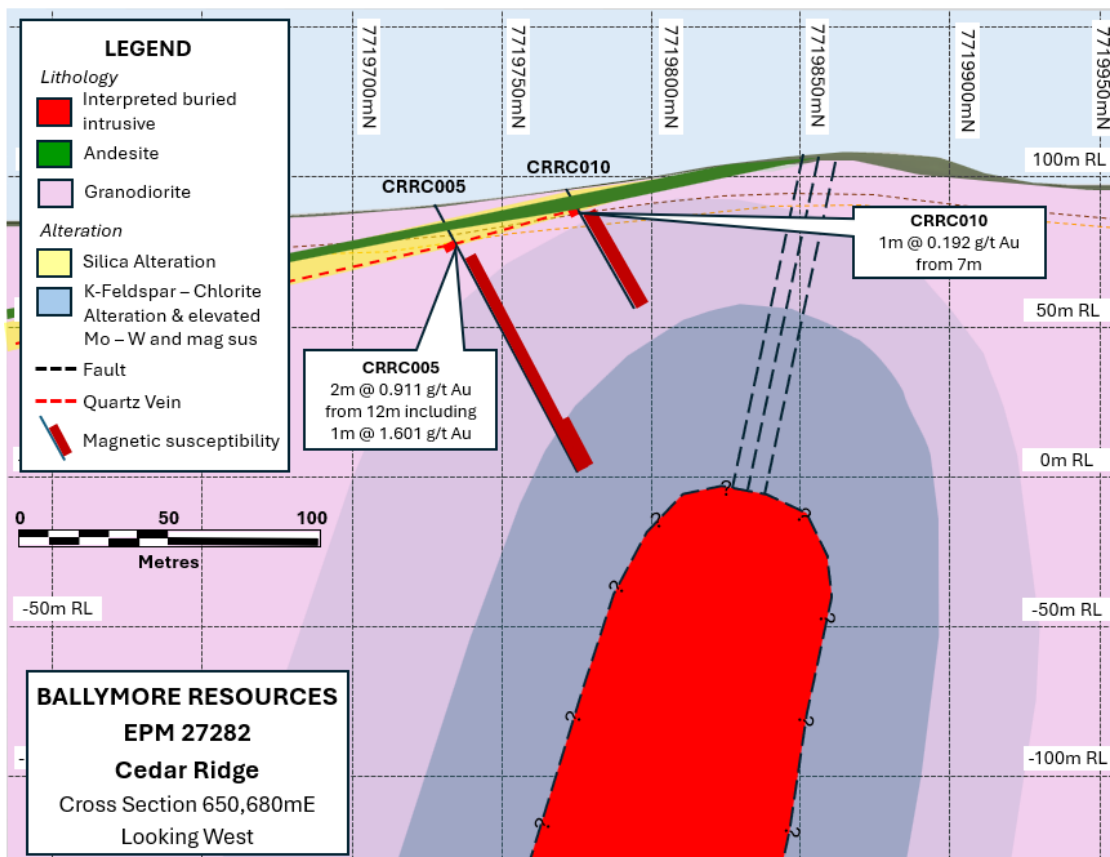 LEGEND
Lithology
Interpreted buried
intrusive
Andesite
Granodiorite
Alteration
Silica Alteration
K-Feldspar – Chlorite
Alteration & elevated
Mo – W and mag sus
Fault
Quartz Vein
Magnetic susceptibility
7719700mN
7719750mN
7719800mN
7719850mN
7719900mN
7719950mN
100m RL
50m RL
0m RL
-50m RL
-100m RL
-50m RL
CRRC005
CRRC010
CRRC010
1m @ 0.192 g/t Au
from 7m
CRRC005
2m @ 0.911 g/t Au
from 12m including
1m @ 1.601 g/t Au
0 50 100
Metres
? ? ? ? ? ? ? ? ? ?
BALLYMORE RESOURCES
EPM 27282
Cedar Ridge
Cross Section 650,680mE
Looking West